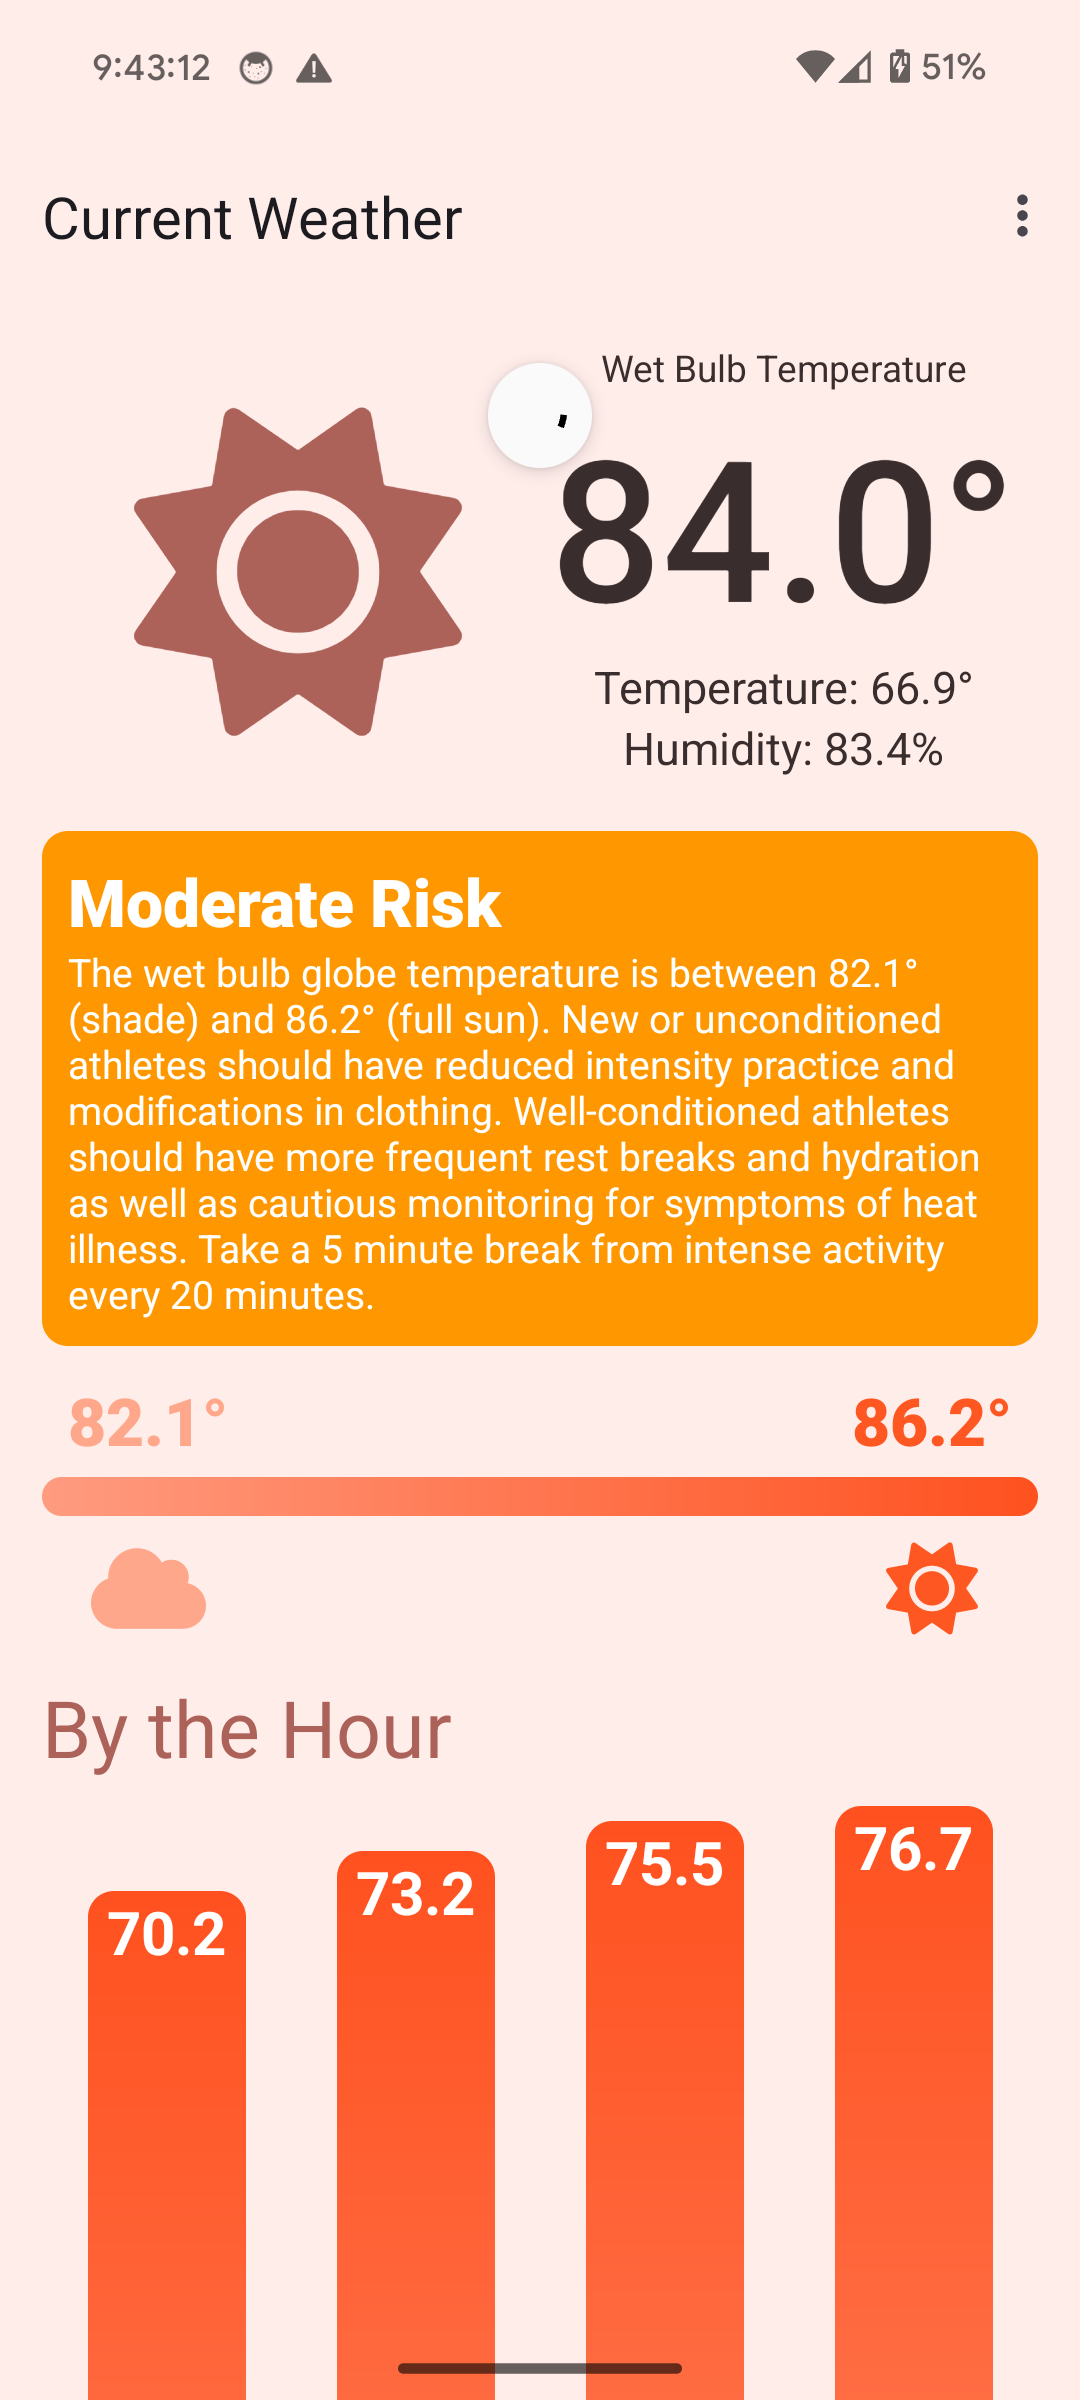 9:43:12
51%
Current Weather
Wet Bulb Temperature
84.0°
Temperature: 66.9°
Humidity: 83.4%
Moderate Risk
The wet bulb globe temperature is between 82.1°
(shade) and 86.2° (full sun). New or unconditioned
athletes should have reduced intensity practice and
modifications in clothing. Well-conditioned athletes
should have more frequent rest breaks and hydration
as well as cautious monitoring for symptoms of heat
illness. Take a 5 minute break from intense activity
every 20 minutes.
82.1°
86.2°
By the Hour
70.2
73.2
75.5
76.7